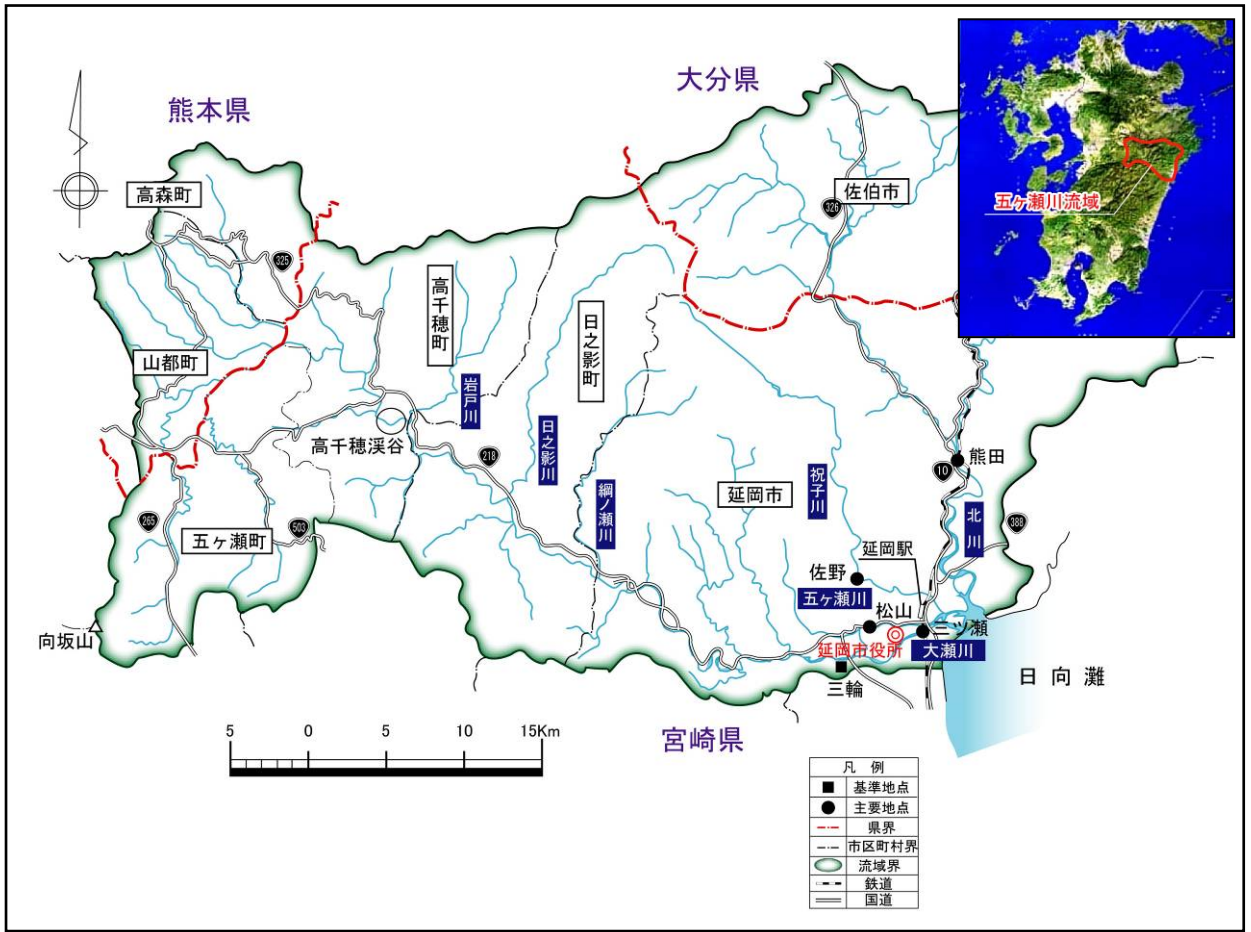 熊本県
大分県
五ヶ瀬川流域
高森町
佐伯市
326
325
高千穂町
日之影町
山都町
岩戸川
高千穂渓谷
日之影川
218
綱ノ瀬川
延岡市
祝子川
熊田
10
北川
388
265
五ヶ瀬町
503
延岡駅
佐野
五ヶ瀬川
松山
三ツ瀬
延岡市役所
大瀬川
向坂山
三輪
日向灘
宮崎県
5 0 5 10 15Km
凡 例
基準地点
主要地点
県界
市区町村界
流域界
鉄道
国道